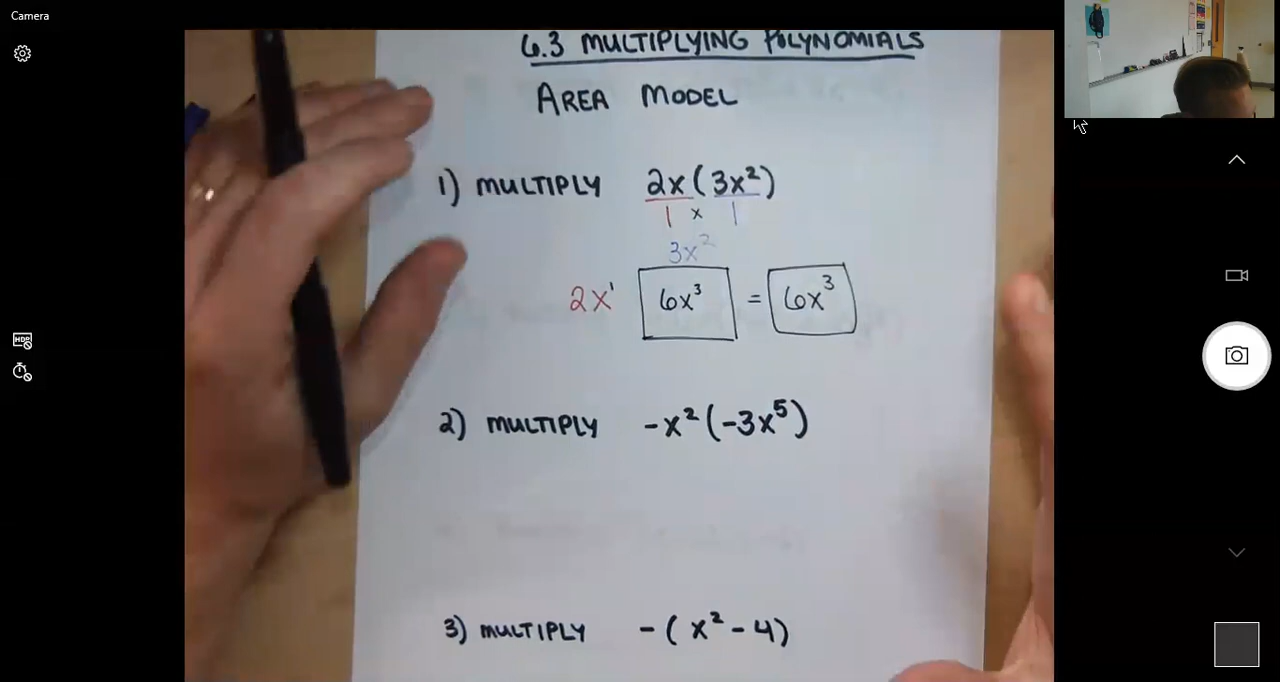 Camera
6.3 MULTIPLYING POLYNOMIALS
AREA MODEL
1) MULTIPLY 2x(3x²)
1 x 1
3x²
2x¹ 6x³ = 6x³
HDR
2) MULTIPLY -x²(-3x⁵)
3) MULTIPLY -(x²-4)